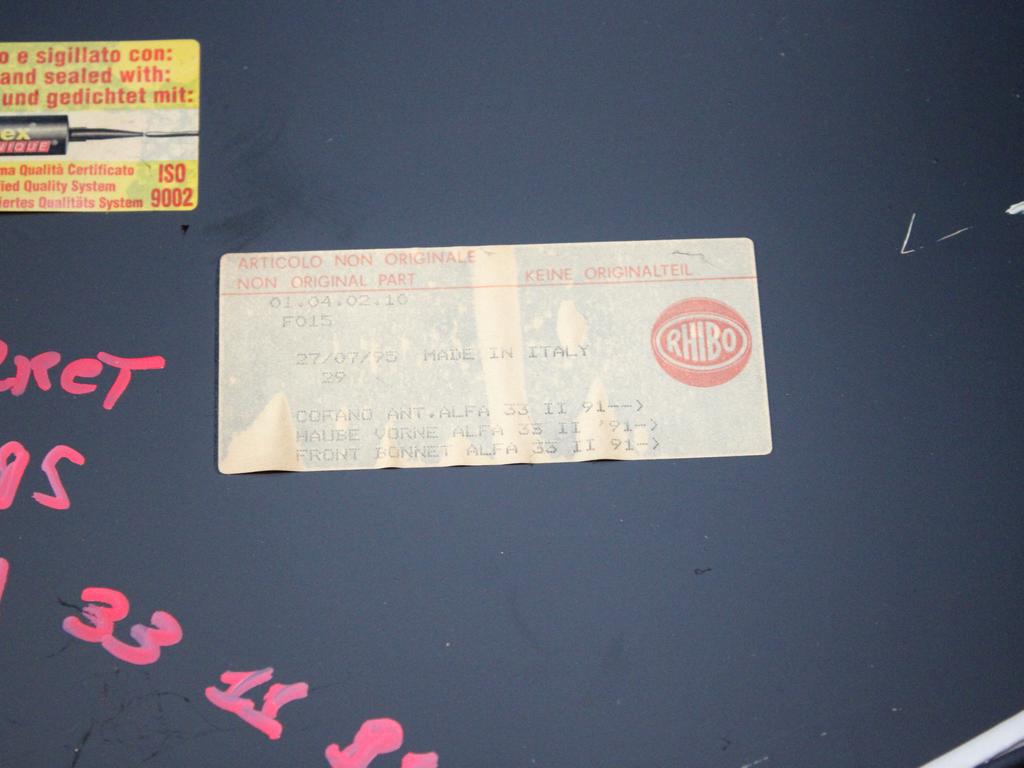 o e sigillato con:
and sealed with:
und gedichtet mit:
ex
NIQUE
ma Qualità Certificato
ied Quality System
iertes Qualitäts System
ISO
9002
ARTICOLO NON ORIGINALE
NON ORIGINAL PART
KEINE ORIGINALTEIL
01.04.02.10
F015
27/07/95 MADE IN ITALY
29
RHIBO
COFANO ANT.ALFA 33 II 91-->
HAUBE VORNE ALFA 33 II '91->
FRONT BONNET ALFA 33 II 91->
33
II